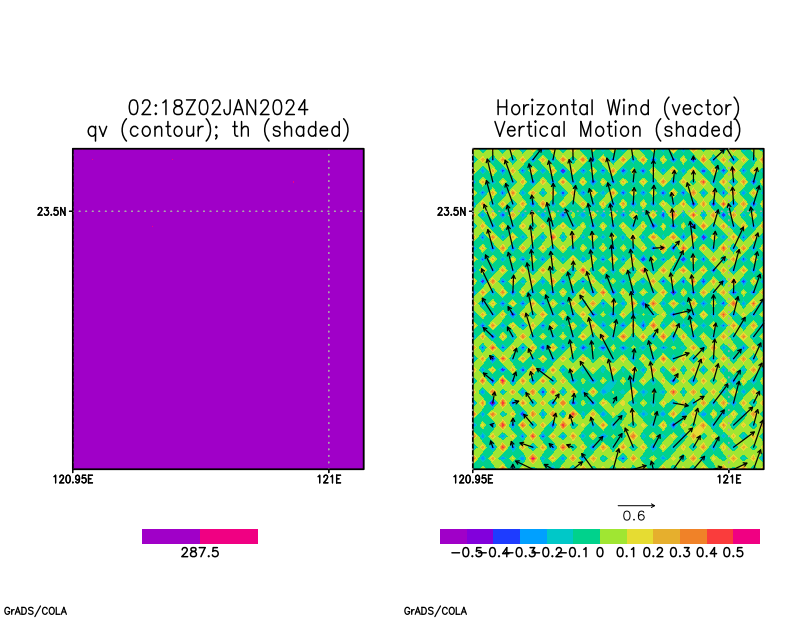 02:18Z02JAN2024
qv (contour); th (shaded)
23.5N
120.95E 121E
287.5
GrADS/COLA
Horizontal Wind (vector)
Vertical Motion (shaded)
23.5N
120.95E 121E
0.6
-0.5 -0.4 -0.3 -0.2 -0.1 0 0.1 0.2 0.3 0.4 0.5
GrADS/COLA